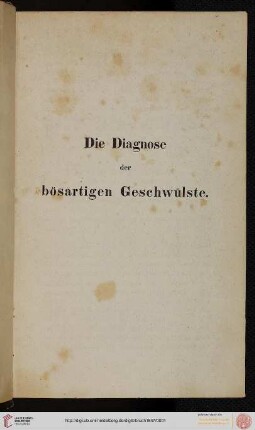 Die Diagnose
der
bösartigen Geschwülste.